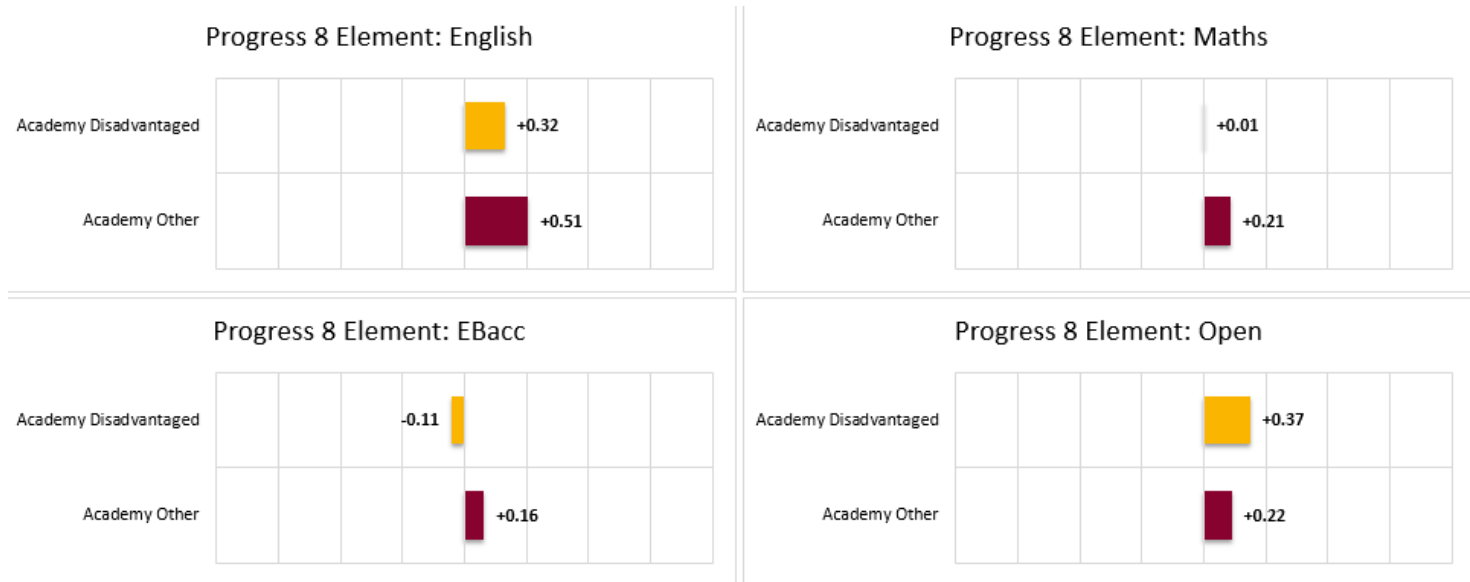 Progress 8 Element: English
Academy Disadvantaged
+0.32
Academy Other
+0.51
Progress 8 Element: Maths
Academy Disadvantaged
+0.01
Academy Other
+0.21
Progress 8 Element: EBacc
Academy Disadvantaged
-0.11
Academy Other
+0.16
Progress 8 Element: Open
Academy Disadvantaged
+0.37
Academy Other
+0.22